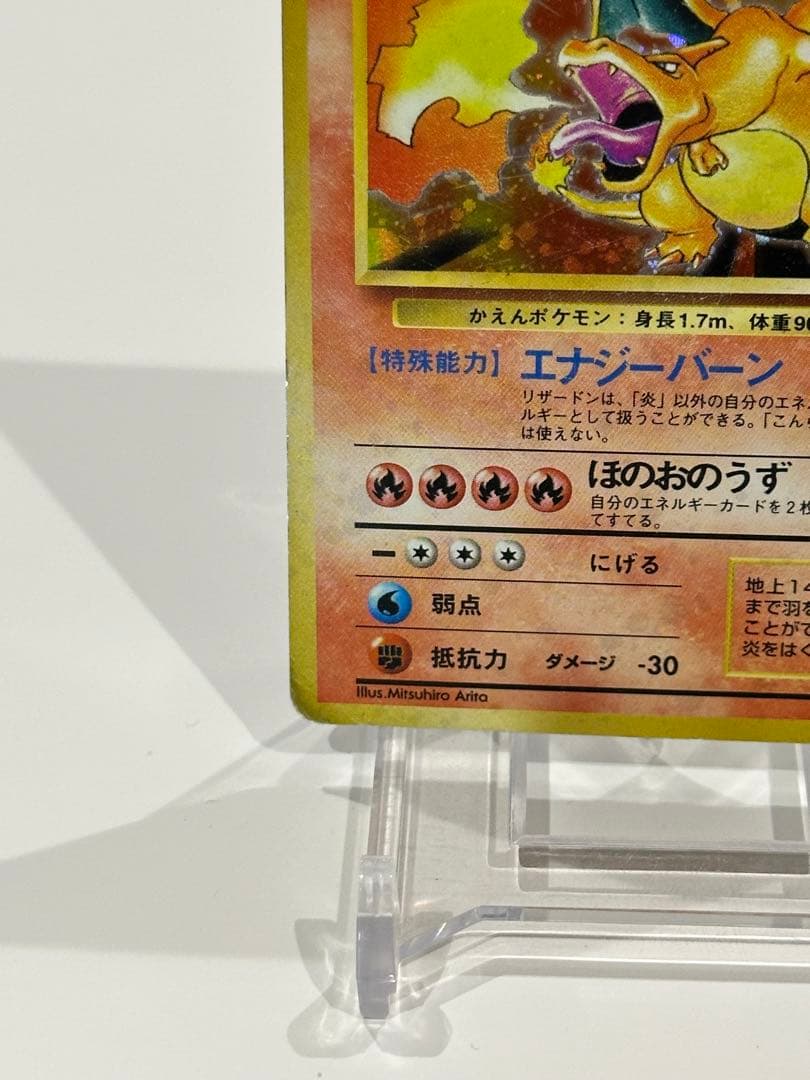 かえんポケモン：身長1.7m、体重90
【特殊能力】 エナジーバーン
リザードンは、「炎」以外の自分のエネル
ルギーとして扱うことができる。「こんら
は使えない。
ほのおのうず
自分のエネルギーカードを2枚
てすてる。
にげる
弱点
抵抗力 ダメージ -30
地上14
まで羽を
ことがで
炎をはく
Illus.Mitsuhiro Arita